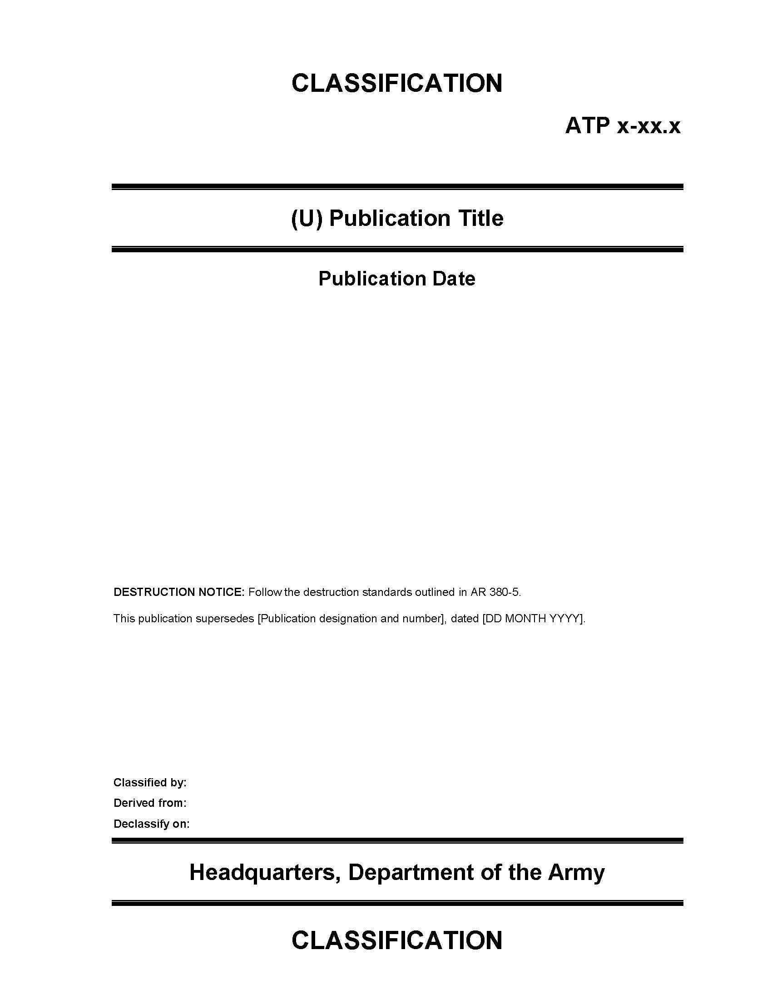 CLASSIFICATION
ATP x-xx.x
(U) Publication Title
Publication Date
DESTRUCTION NOTICE: Follow the destruction standards outlined in AR 380-5.
This publication supersedes [Publication designation and number], dated [DD MONTH YYYY].
Classified by:
Derived from:
Declassify on:
Headquarters, Department of the Army
CLASSIFICATION